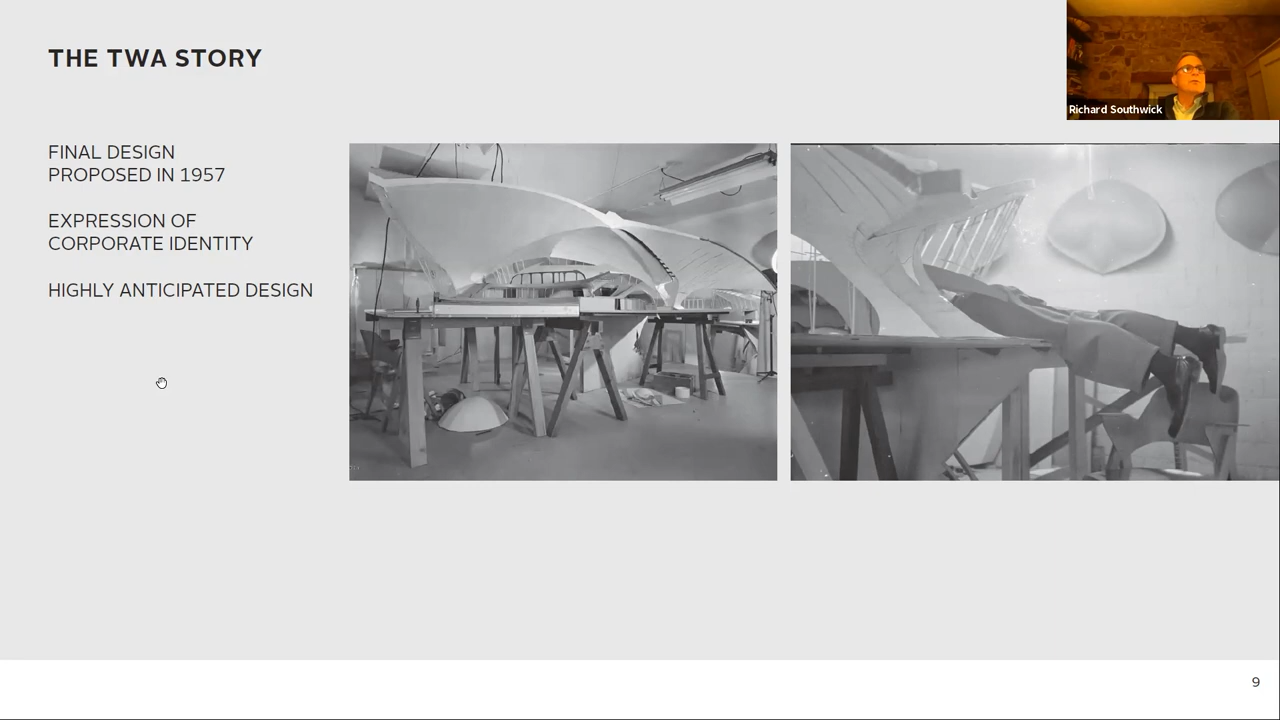 THE TWA STORY
Richard Southwick
FINAL DESIGN
PROPOSED IN 1957
EXPRESSION OF
CORPORATE IDENTITY
HIGHLY ANTICIPATED DESIGN
9